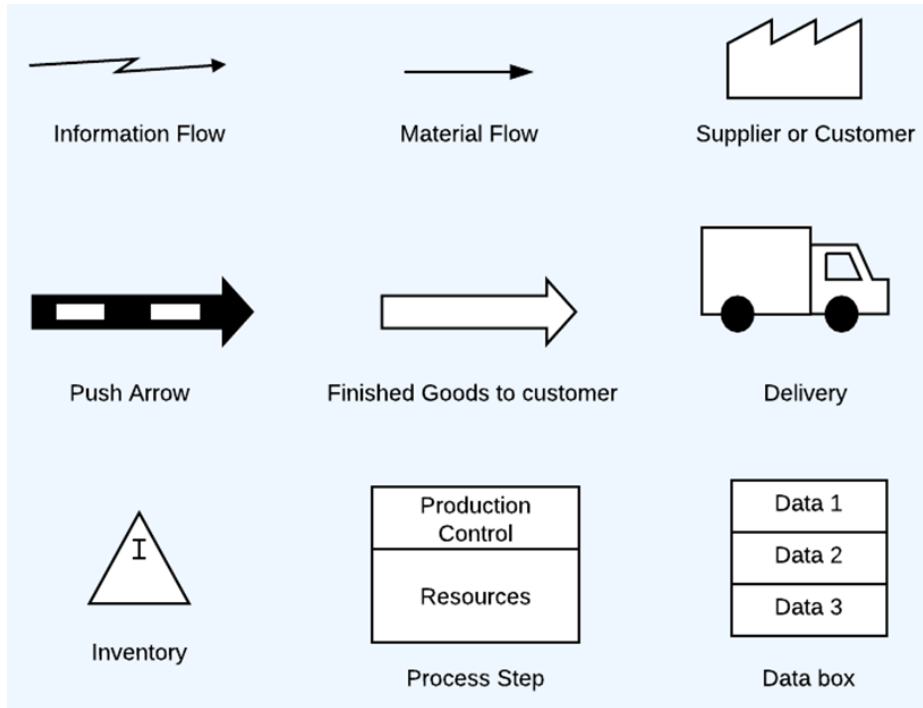 Information Flow
Material Flow
Supplier or Customer
Push Arrow
Finished Goods to customer
Delivery
I
Inventory
Production
Control
Resources
Process Step
Data 1
Data 2
Data 3
Data box